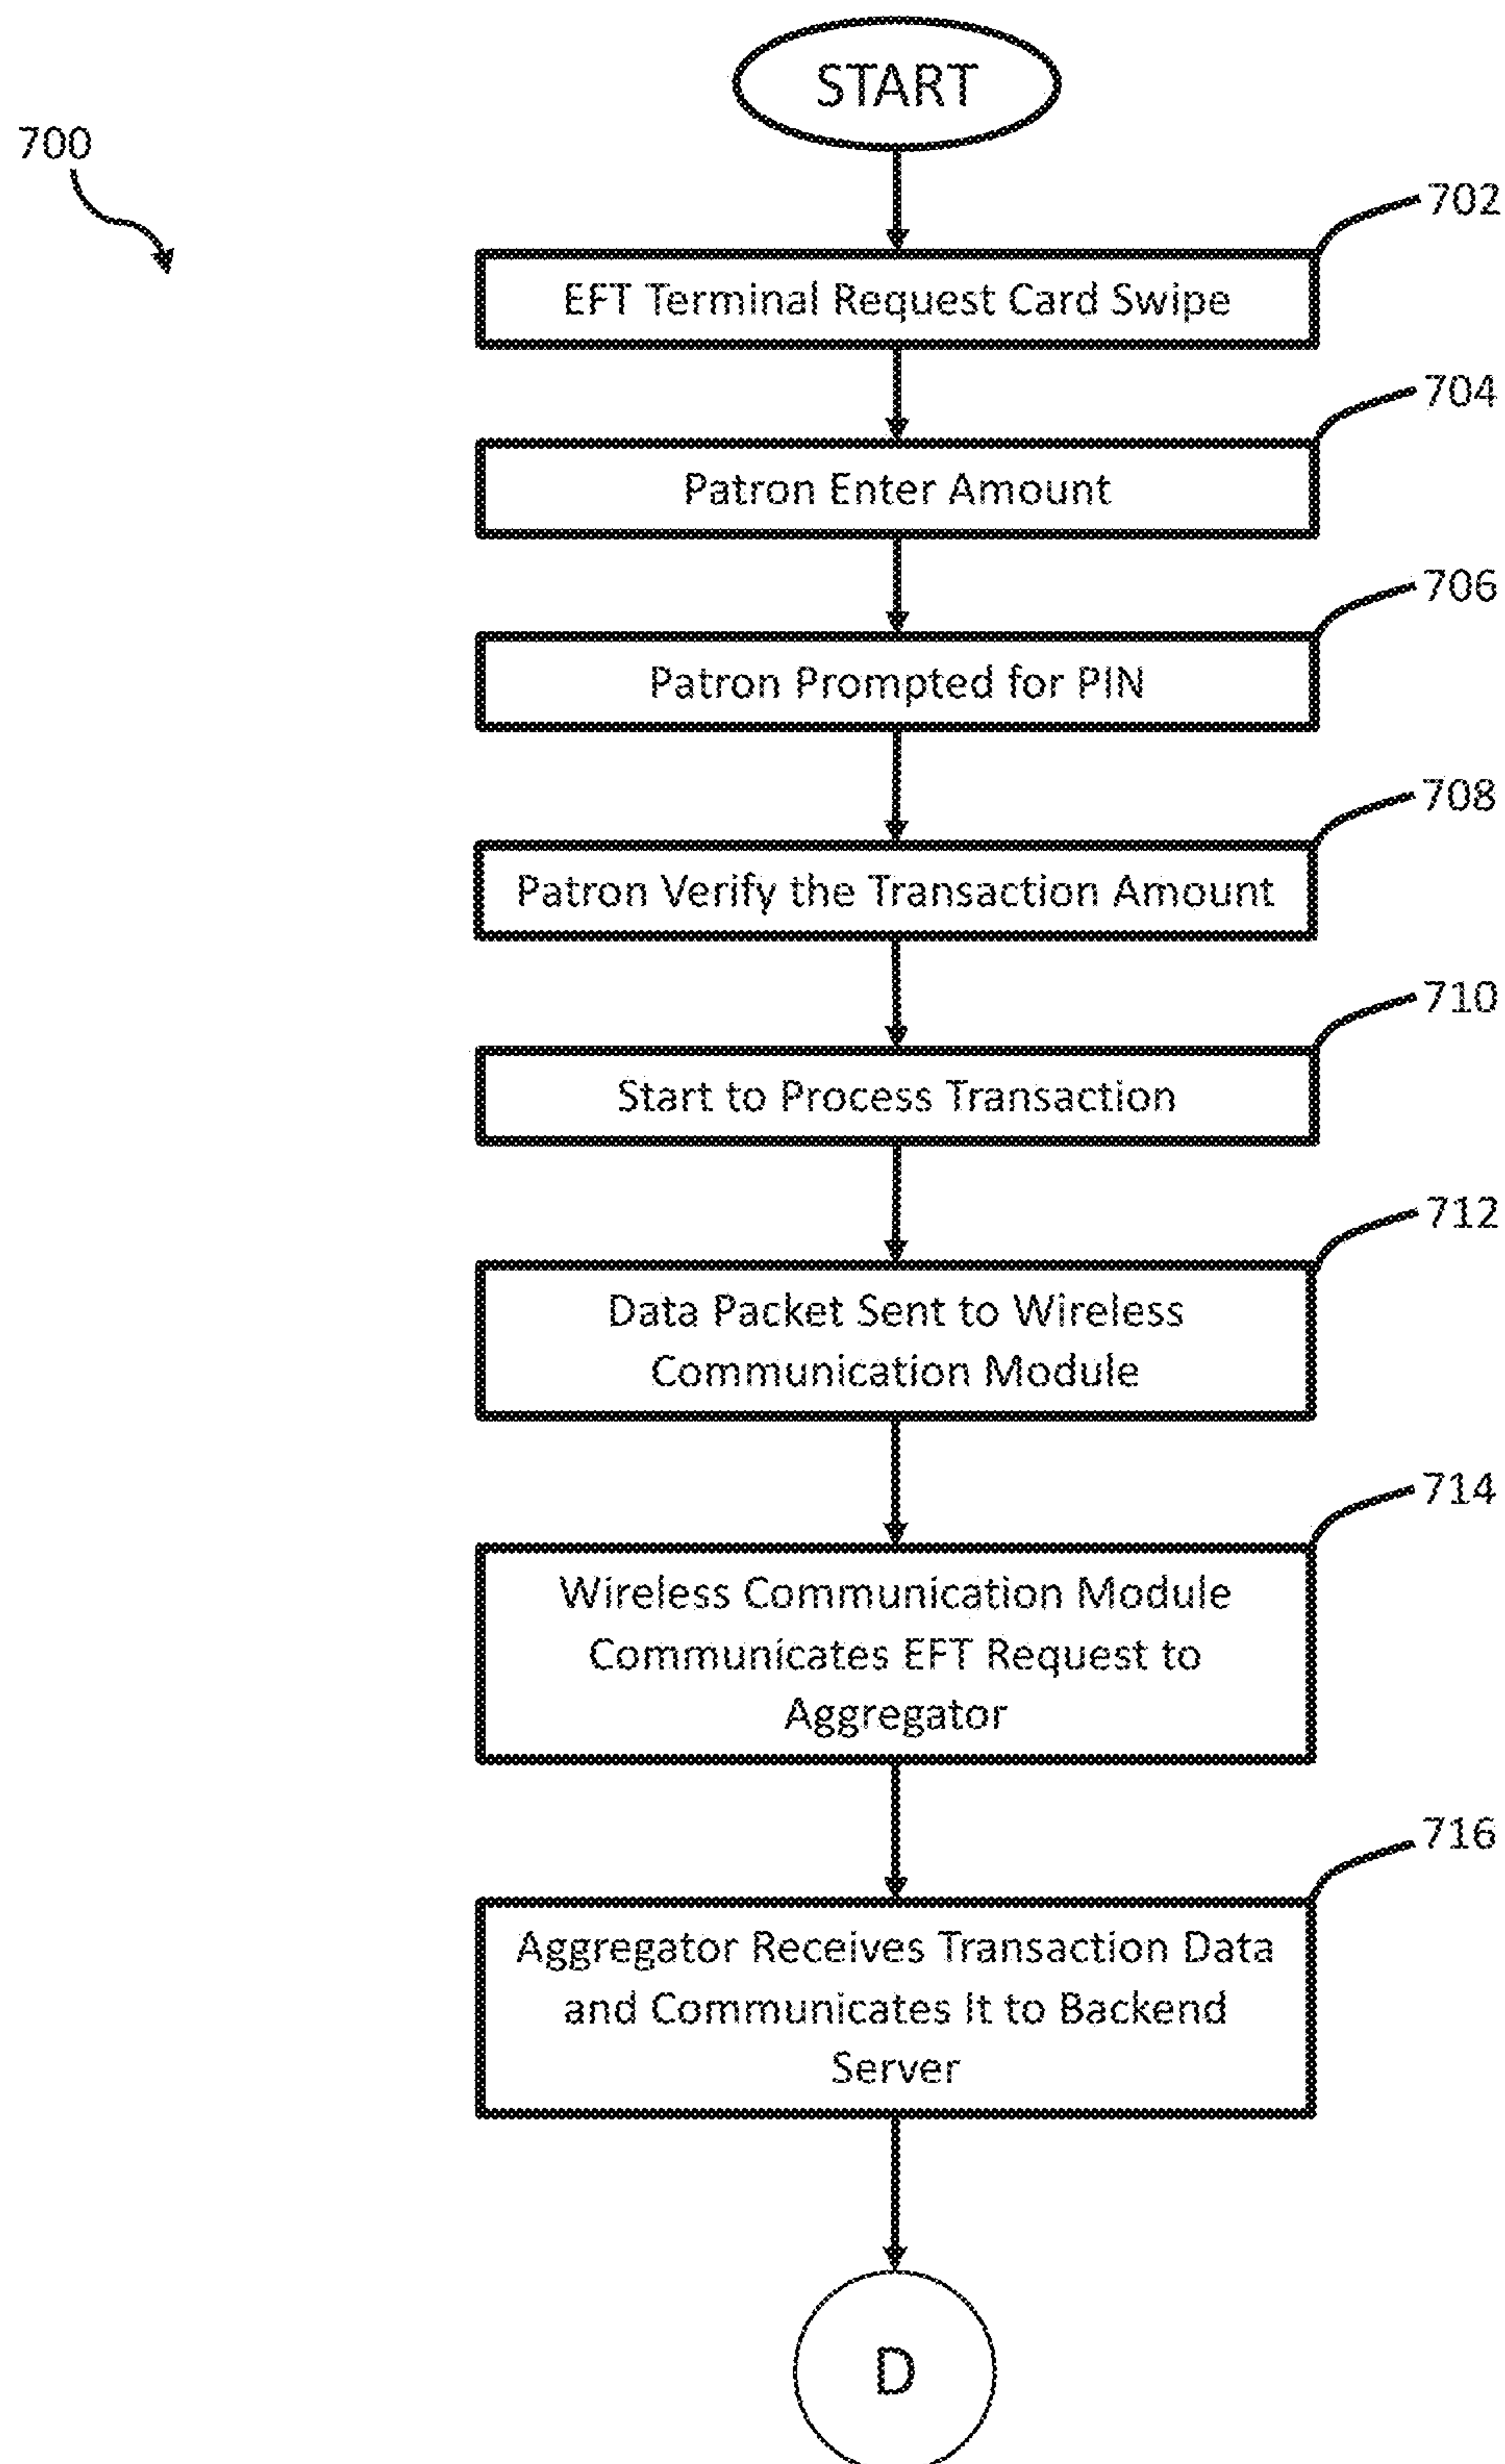 START
700
702
EFT Terminal Request Card Swipe
704
Patron Enter Amount
706
Patron Prompted for PIN
708
Patron Verify the Transaction Amount
710
Start to Process Transaction
712
Data Packet Sent to Wireless
Communication Module
714
Wireless Communication Module
Communicates EFT Request to
Aggregator
716
Aggregator Receives Transaction Data
and Communicates It to Backend
Server
D